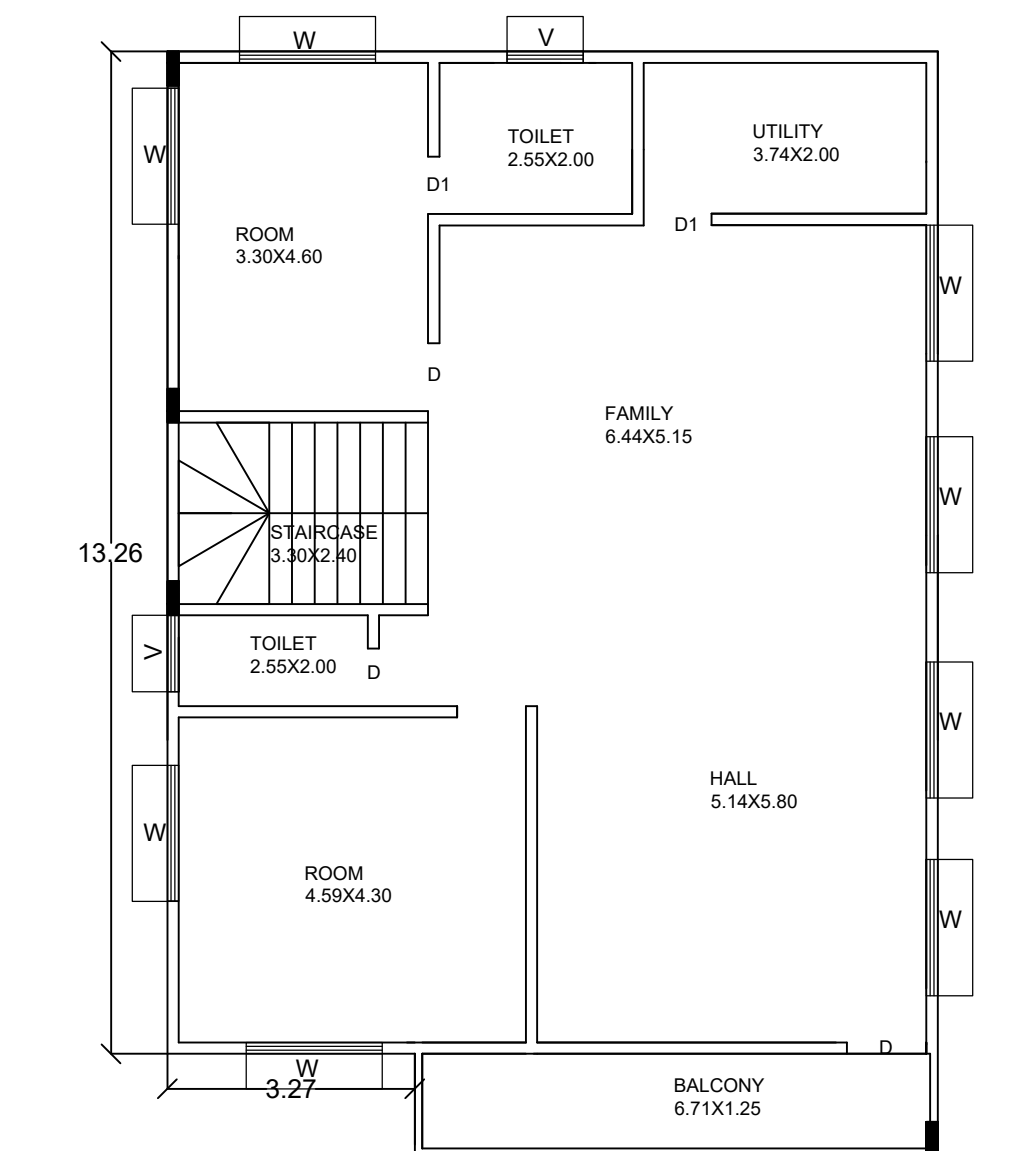 W
V
W
TOILET
2.55X2.00
UTILITY
3.74X2.00
D1
D1
ROOM
3.30X4.60
W
D
FAMILY
6.44X5.15
W
STAIRCASE
3.30X2.40
13.26
V
TOILET
2.55X2.00
D
W
HALL
5.14X5.80
W
ROOM
4.59X4.30
W
D
W
3.27
BALCONY
6.71X1.25